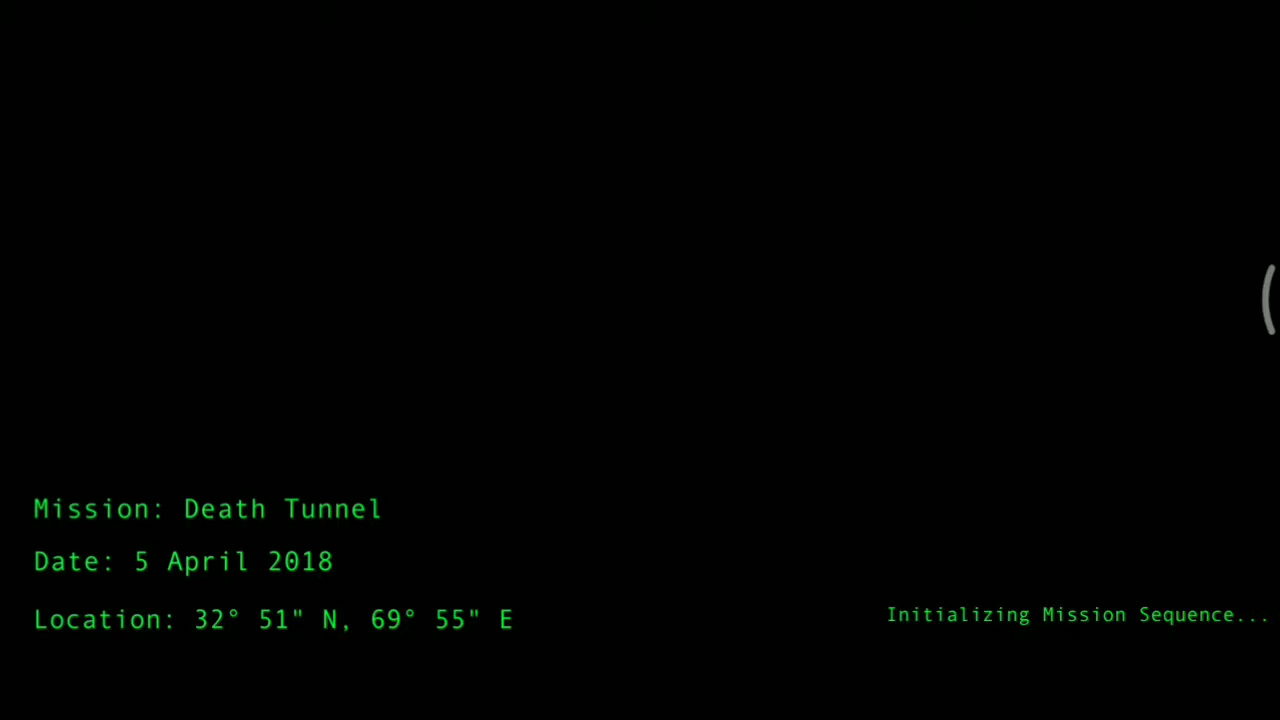 Mission: Death Tunnel
Date: 5 April 2018
Location: 32° 51" N, 69° 55" E
Initializing Mission Sequence...